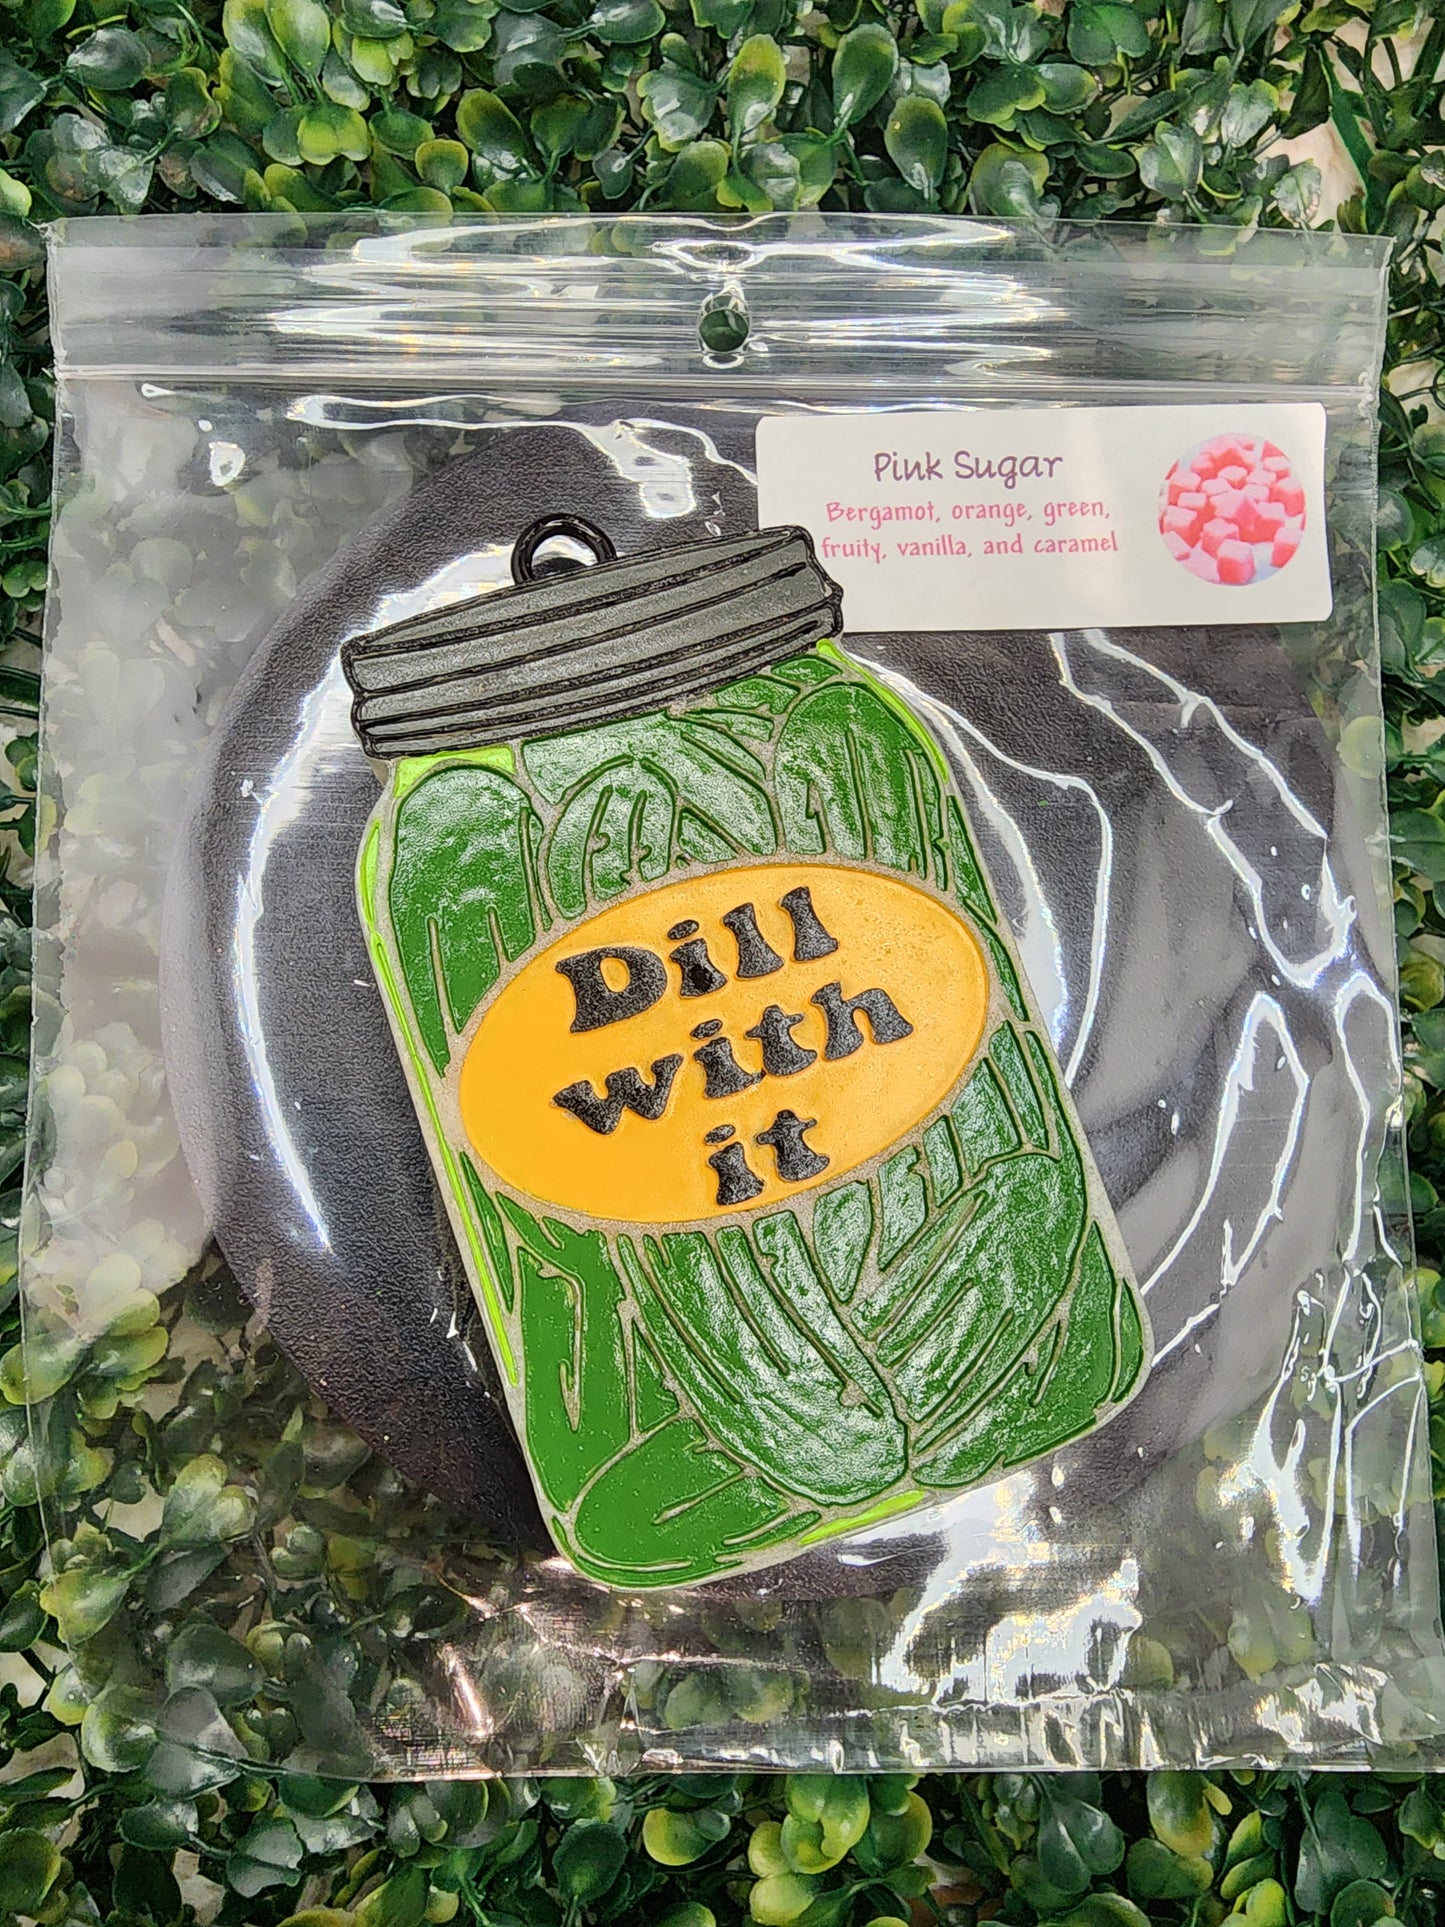 Pink Sugar
Bergamot, orange, green,
fruity, vanilla, and caramel
Dill
with
it